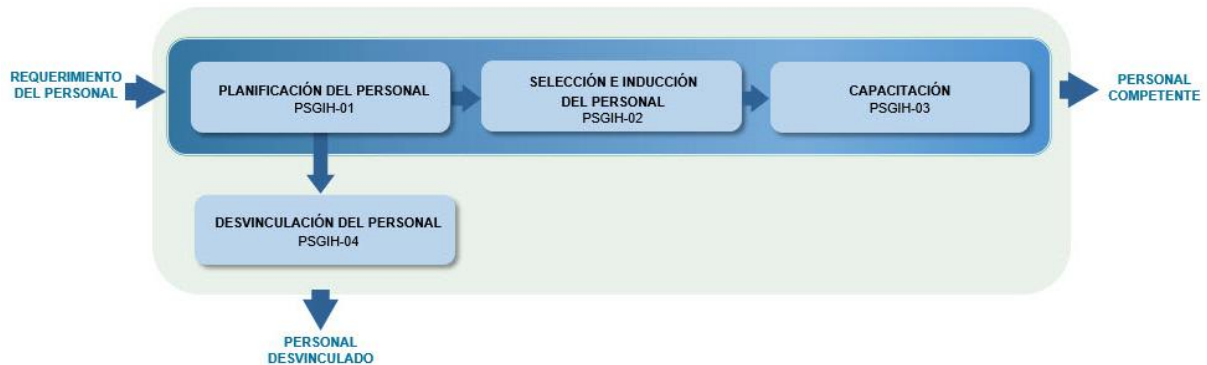 REQUERIMIENTO
DEL PERSONAL
PLANIFICACIÓN DEL PERSONAL
PSGIH-01
SELECCIÓN E INDUCCIÓN
DEL PERSONAL
PSGIH-02
CAPACITACIÓN
PSGIH-03
PERSONAL
COMPETENTE
DESVINCULACIÓN DEL PERSONAL
PSGIH-04
PERSONAL
DESVINCULADO